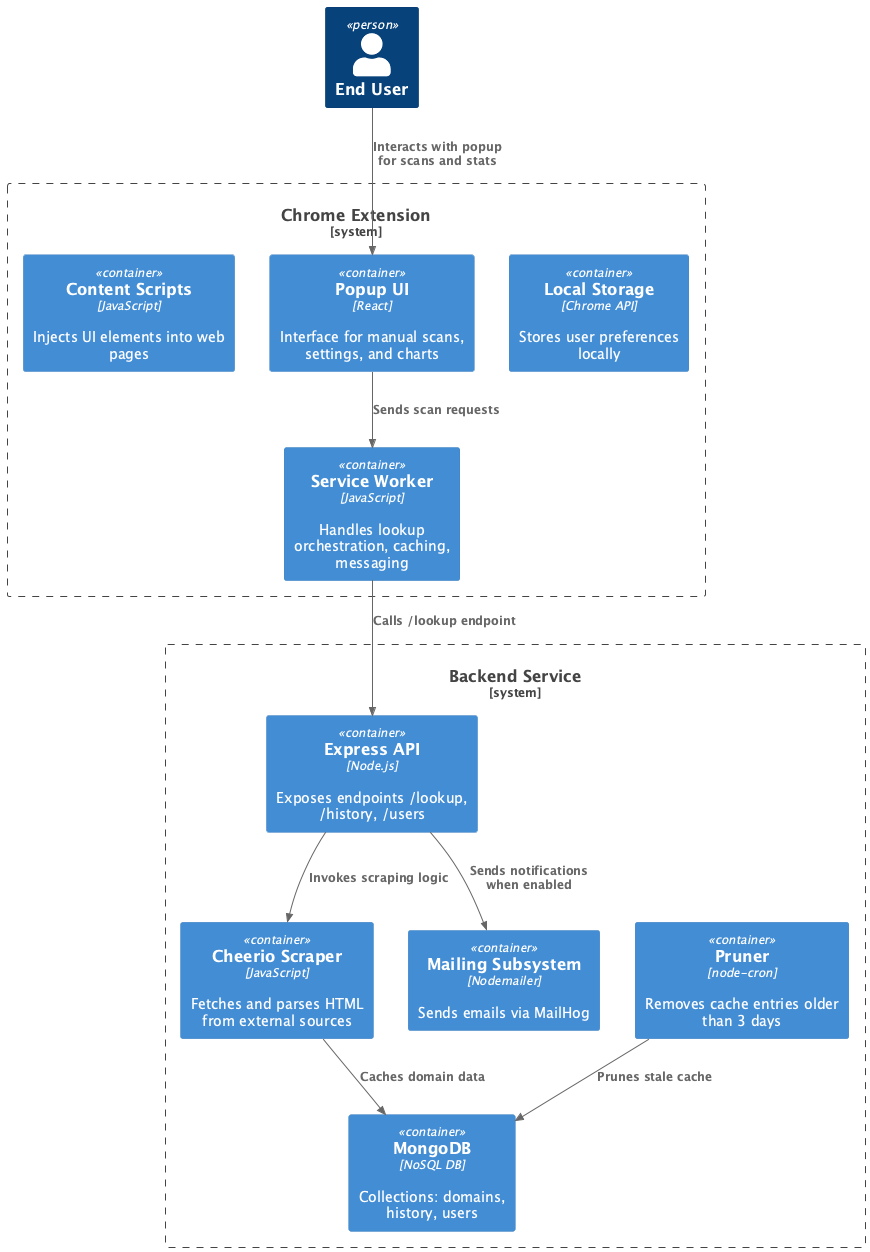 «person»
End User
Interacts with popup
for scans and stats
Chrome Extension
[system]
«container»
Content Scripts
[JavaScript]
Injects UI elements into web
pages
«container»
Popup UI
[React]
Interface for manual scans,
settings, and charts
«container»
Local Storage
[Chrome API]
Stores user preferences
locally
Sends scan requests
«container»
Service Worker
[JavaScript]
Handles lookup
orchestration, caching,
messaging
Calls /lookup endpoint
Backend Service
[system]
«container»
Express API
[Node.js]
Exposes endpoints /lookup,
/history, /users
Invokes scraping logic
Sends notifications
when enabled
«container»
Cheerio Scraper
[JavaScript]
Fetches and parses HTML
from external sources
«container»
Mailing Subsystem
[Nodemailer]
Sends emails via MailHog
«container»
Pruner
[node-cron]
Removes cache entries older
than 3 days
Caches domain data
Prunes stale cache
«container»
MongoDB
[NoSQL DB]
Collections: domains,
history, users